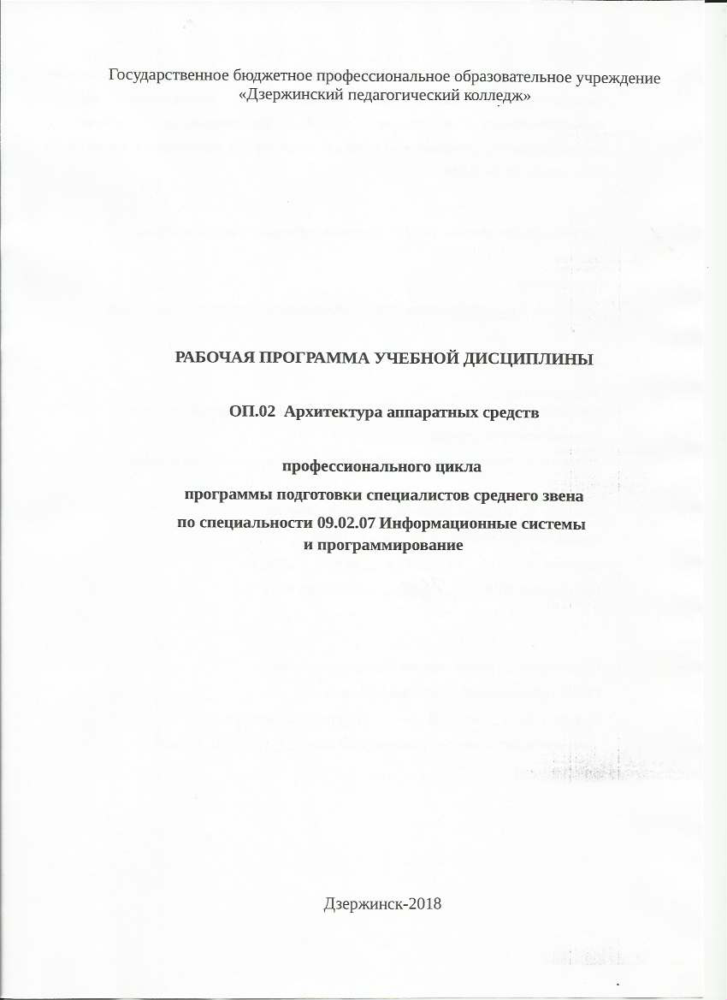 Государственное бюджетное профессиональное образовательное учреждение
«Дзержинский педагогический колледж»
РАБОЧАЯ ПРОГРАММА УЧЕБНОЙ ДИСЦИПЛИНЫ
ОП.02 Архитектура аппаратных средств
профессионального цикла
программы подготовки специалистов среднего звена
по специальности 09.02.07 Информационные системы
и программирование
Дзержинск-2018